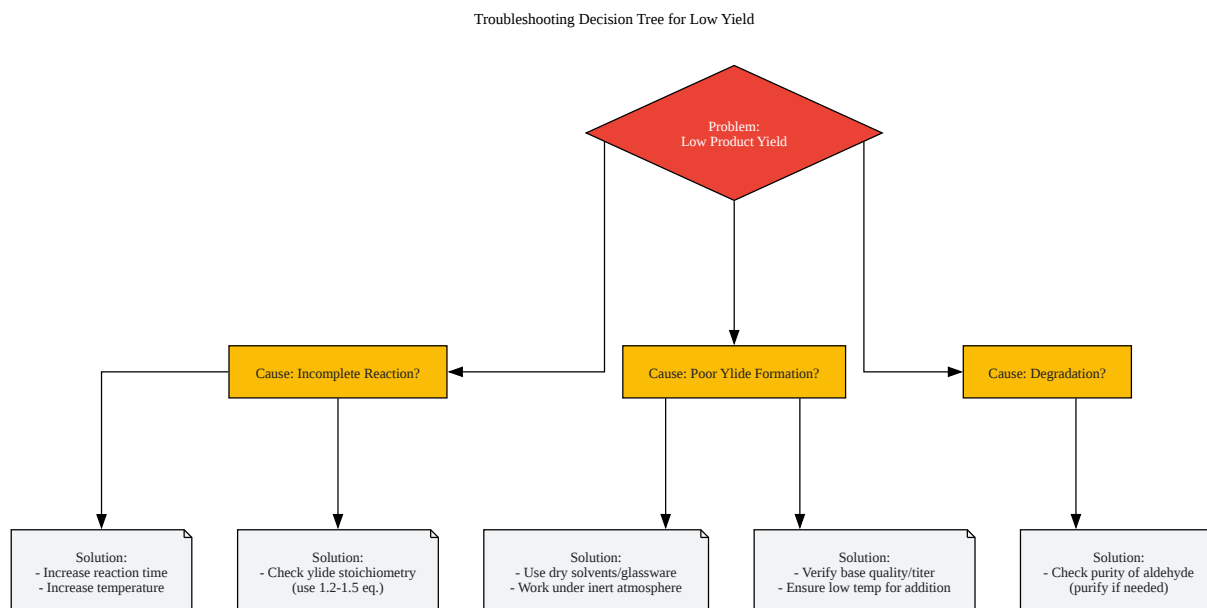 Troubleshooting Decision Tree for Low Yield
Problem:
Low Product Yield
Cause: Incomplete Reaction?
Cause: Poor Ylide Formation?
Cause: Degradation?
Solution:
- Increase reaction time
- Increase temperature
Solution:
- Check ylide stoichiometry
(use 1.2-1.5 eq.)
Solution:
- Use dry solvents/glassware
- Work under inert atmosphere
Solution:
- Verify base quality/titer
- Ensure low temp for addition
Solution:
- Check purity of aldehyde
(purify if needed)